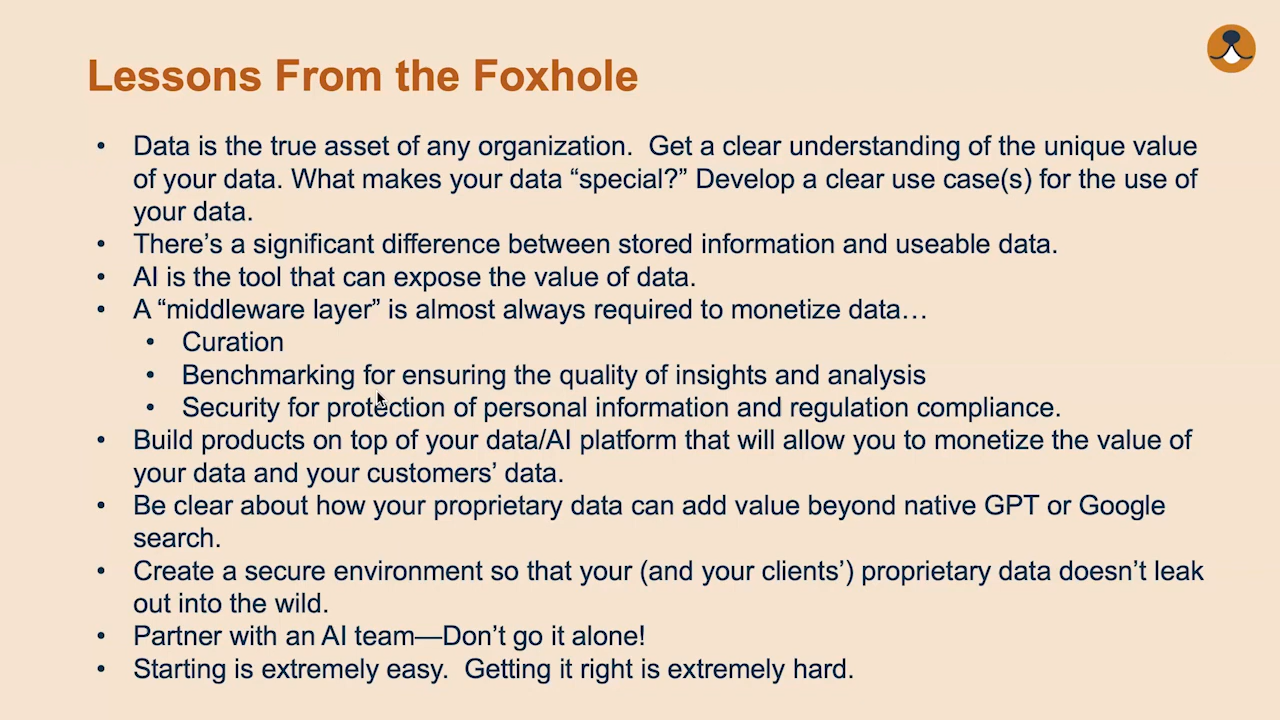 Lessons From the Foxhole
• Data is the true asset of any organization.  Get a clear understanding of the unique value
of your data. What makes your data “special?” Develop a clear use case(s) for the use of
your data.
• There’s a significant difference between stored information and useable data.
• AI is the tool that can expose the value of data.
• A “middleware layer” is almost always required to monetize data…
• Curation
• Benchmarking for ensuring the quality of insights and analysis
• Security for protection of personal information and regulation compliance.
• Build products on top of your data/AI platform that will allow you to monetize the value of
your data and your customers’ data.
• Be clear about how your proprietary data can add value beyond native GPT or Google
search.
• Create a secure environment so that your (and your clients’) proprietary data doesn’t leak
out into the wild.
• Partner with an AI team—Don’t go it alone!
• Starting is extremely easy.  Getting it right is extremely hard.